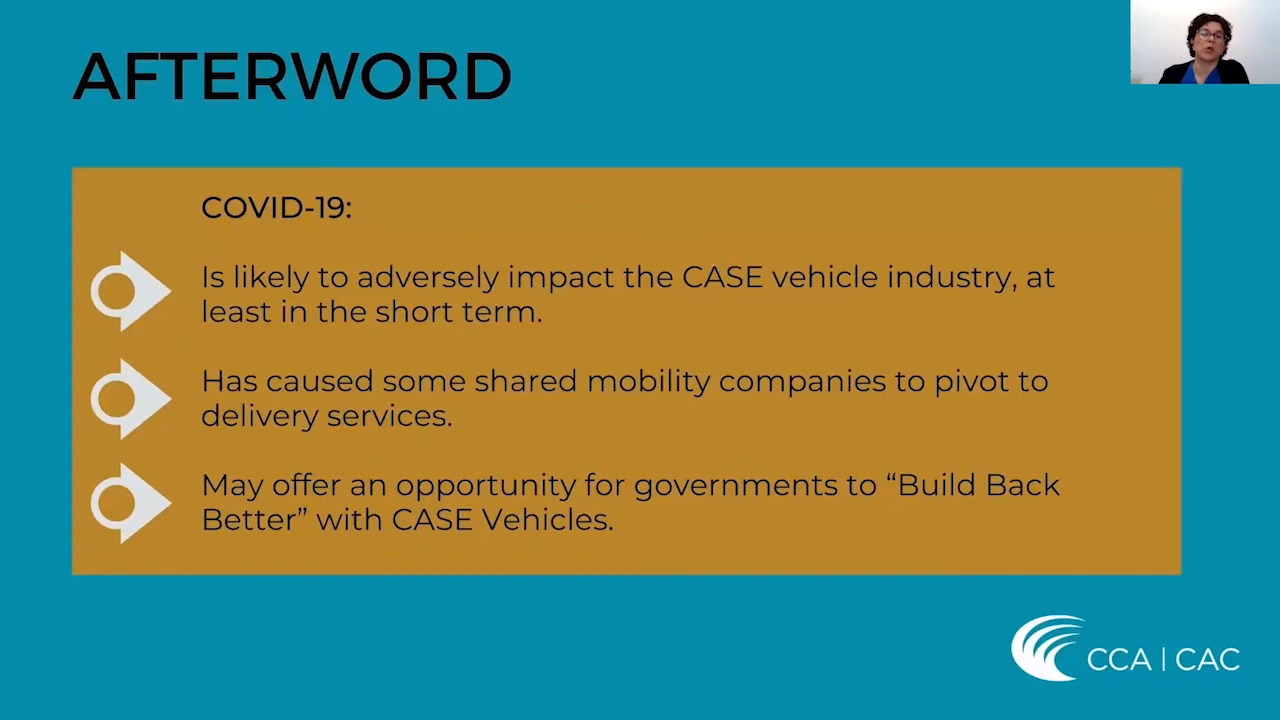 AFTERWORD
COVID-19:
Is likely to adversely impact the CASE vehicle industry, at
least in the short term.
Has caused some shared mobility companies to pivot to
delivery services.
May offer an opportunity for governments to “Build Back
Better” with CASE Vehicles.
CCA | CAC